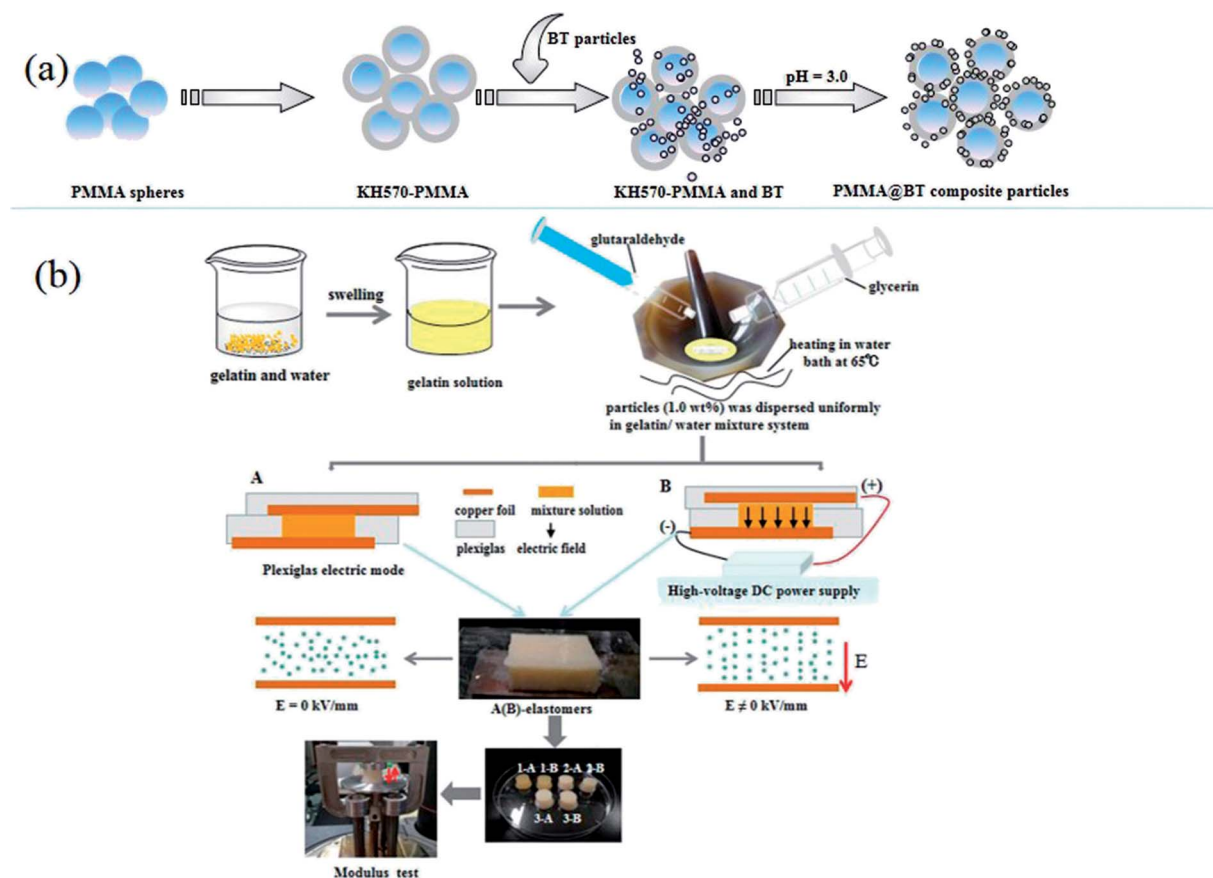 (a)
BT particles
pH = 3.0
PMMA spheres
KH570-PMMA
KH570-PMMA and BT
PMMA@BT composite particles
(b)
swelling
gelatin and water
gelatin solution
glutaraldehyde
glycerin
heating in water
bath at 65℃
particles (1.0 wt%) was dispersed uniformly
in gelatin/ water mixture system
A
copper foil
mixture solution
plexiglas
electric field
Plexiglas electric mode
B
(+)
(-)
High-voltage DC power supply
E = 0 kV/mm
A(B)-elastomers
E
E ≠ 0 kV/mm
1-A 1-B 2-A 2-B
3-A 3-B
Modulus test